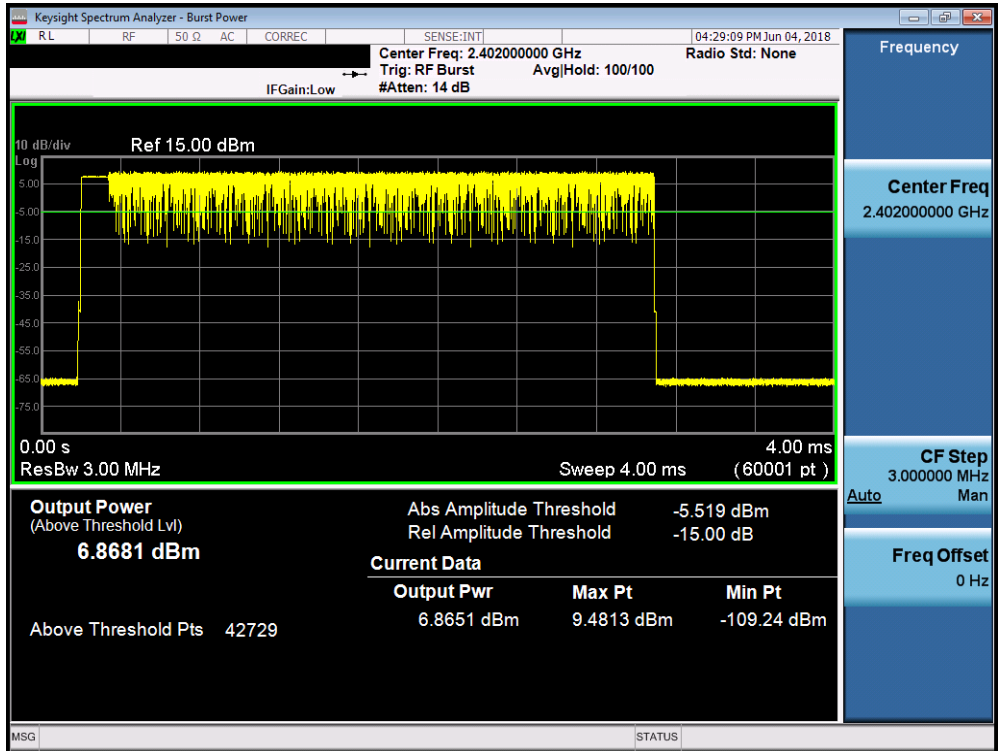 Keysight Spectrum Analyzer - Burst Power
LXI RL RF 50 Ω AC CORREC SENSE:INT 04:29:09 PM Jun 04, 2018
Center Freq: 2.402000000 GHz Radio Std: None
Trig: RF Burst Avg|Hold: 100/100
IFGain:Low #Atten: 14 dB
Frequency
10 dB/div Ref 15.00 dBm
Log
5.00
-5.00
-15.0
-25.0
-35.0
-45.0
-55.0
-65.0
-75.0
0.00 s 4.00 ms
ResBw 3.00 MHz Sweep 4.00 ms (60001 pt)
Center Freq
2.402000000 GHz
CF Step
3.000000 MHz
Auto Man
Freq Offset
0 Hz
Output Power
(Above Threshold Lvl)
6.8681 dBm
Above Threshold Pts 42729
Abs Amplitude Threshold -5.519 dBm
Rel Amplitude Threshold -15.00 dB
Current Data
Output Pwr Max Pt Min Pt
6.8651 dBm 9.4813 dBm -109.24 dBm
MSG STATUS